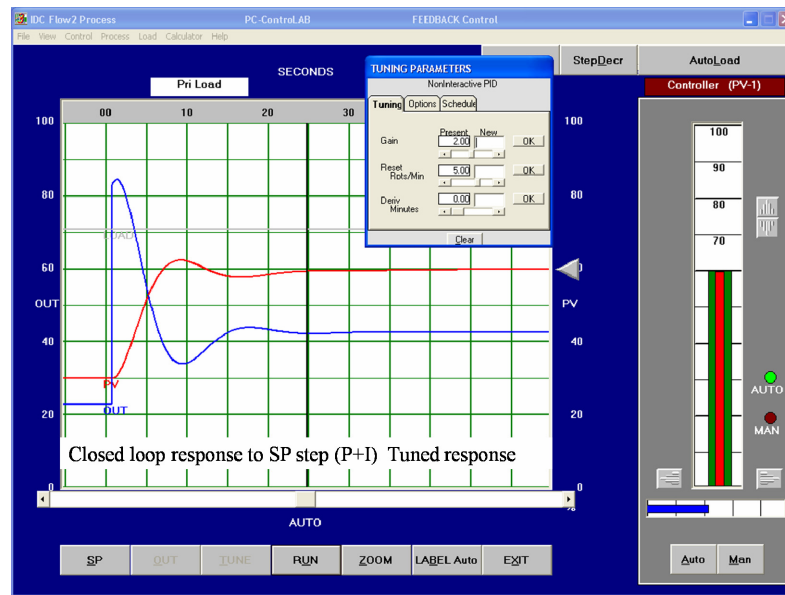 IDC Flow2 Process PC-ControLAB FEEDBACK Control
File View Control Process Load Calculator Help
StepDecr AutoLoad
SECONDS
Pri Load
TUNING PARAMETERS
NonInteractive PID
Tuning Options Schedule
Present New
Gain 2.00 OK
Reset Rpts/Min 5.00 OK
Deriv Minutes 0.00 OK
Clear
Controller (PV-1)
00 10 20 30
100 100
80 80
LOAD
60
OUT PV
40 40
PV
OUT
20 20
Closed loop response to SP step (P+I) Tuned response
0 0
%
AUTO
100
90
80
70
AUTO
MAN
SP OUT TUNE RUN ZOOM LABEL Auto EXIT
Auto Man